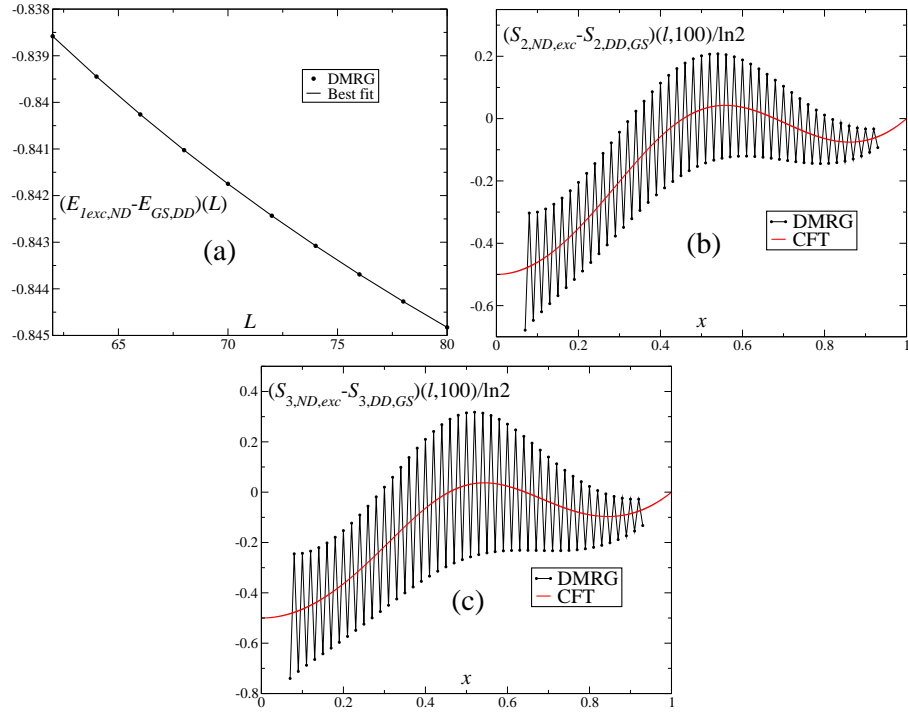 -0.838
-0.839
-0.84
-0.841
-0.842
-0.843
-0.844
-0.845
DMRG
Best fit
(E1exc,ND-EGS,DD)(L)
(a)
65 70 75 80
L
(S2,ND,exc-S2,DD,GS)(l,100)/ln2
0.2
0
-0.2
-0.4
-0.6
DMRG
CFT
(b)
x
0 0.2 0.4 0.6 0.8 1
(S3,ND,exc-S3,DD,GS)(l,100)/ln2
0.4
0.2
0
-0.2
-0.4
-0.6
-0.8
DMRG
CFT
(c)
x
0 0.2 0.4 0.6 0.8 1